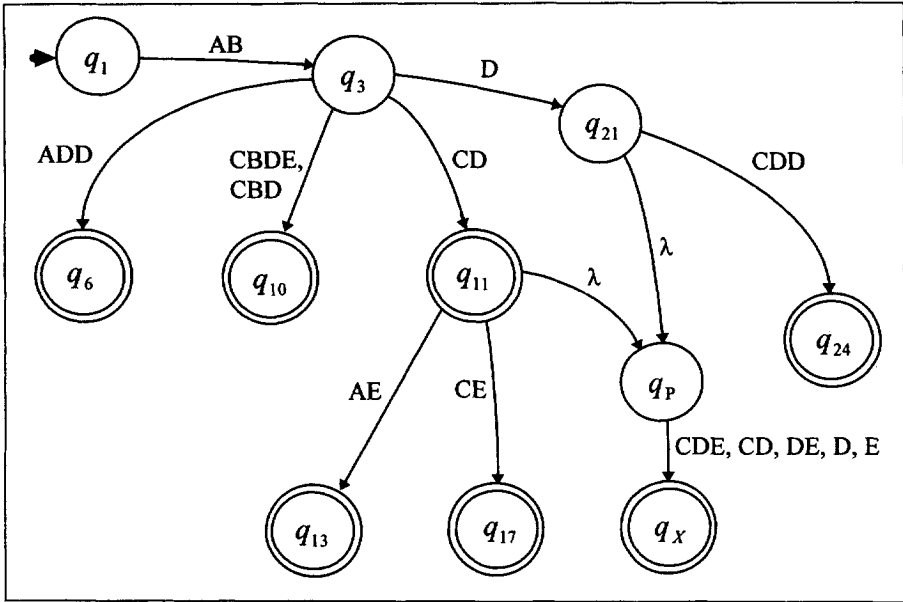 q1
AB
q3
D
q21
ADD
CBDE,
CBD
CD
CDD
q6
q10
q11
λ
λ
q24
AE
CE
qP
CDE, CD, DE, D, E
q13
q17
qX